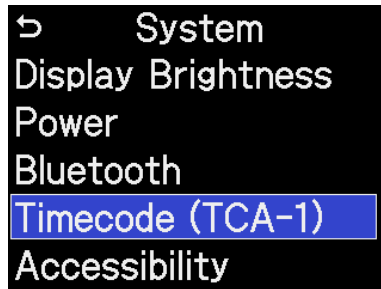 System
Display Brightness
Power
Bluetooth
Timecode (TCA-1)
Accessibility